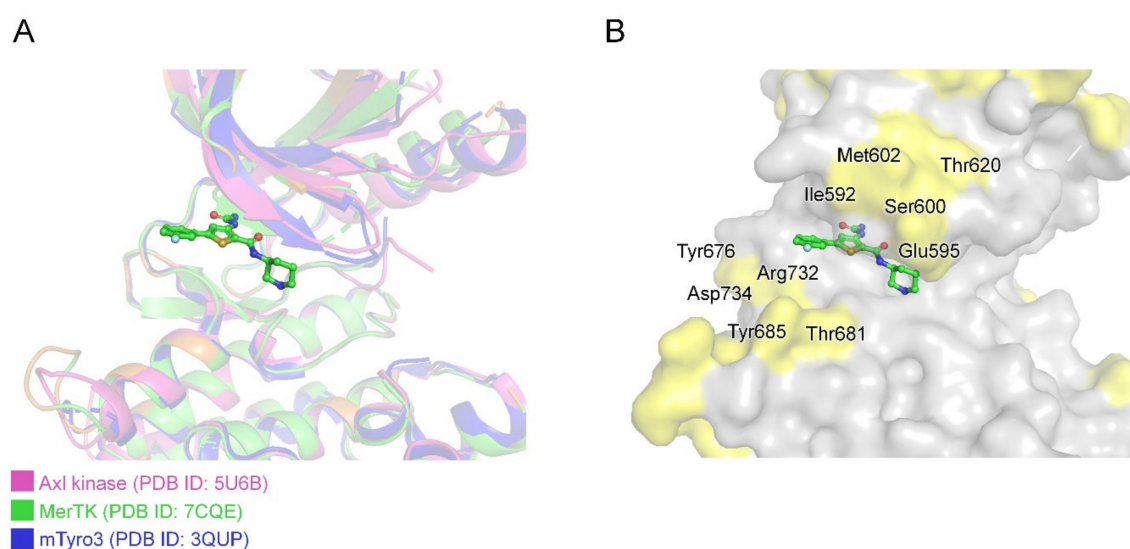 A
B
Met602
Thr620
Ile592
Ser600
Tyr676
Glu595
Arg732
Asp734
Tyr685
Thr681
Axl kinase (PDB ID: 5U6B)
MerTK (PDB ID: 7CQE)
mTyro3 (PDB ID: 3QUP)